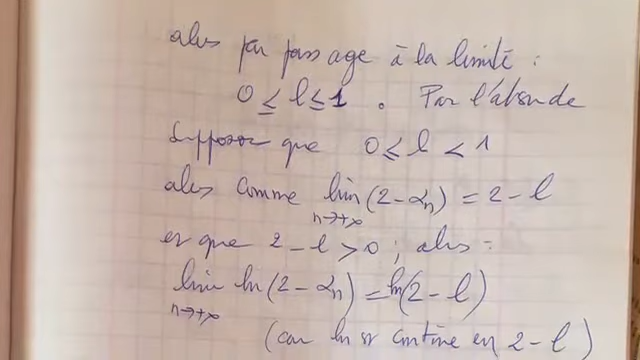 alors par passage à la limite :
0 ≤ l ≤ 1 . Par l'absurde
Supposons que 0 ≤ l < 1
alors comme lim (2 - αn) = 2 - l
n→+∞
et que 2 - l > 0 ; alors :
lim ln(2 - αn) = ln(2 - l)
n→+∞
(car ln est continue en 2 - l)